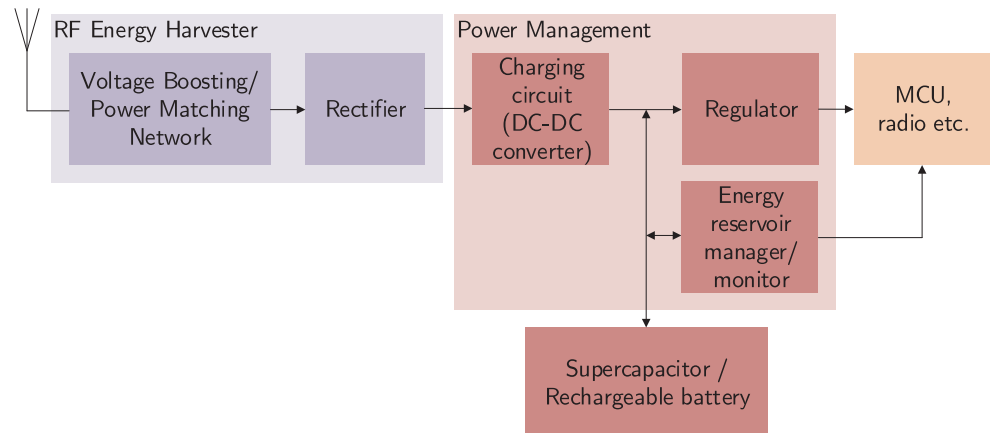 RF Energy Harvester
Voltage Boosting/
Power Matching
Network
Rectifier
Power Management
Charging
circuit
(DC-DC
converter)
Regulator
Energy
reservoir
manager/
monitor
MCU,
radio etc.
Supercapacitor /
Rechargeable battery